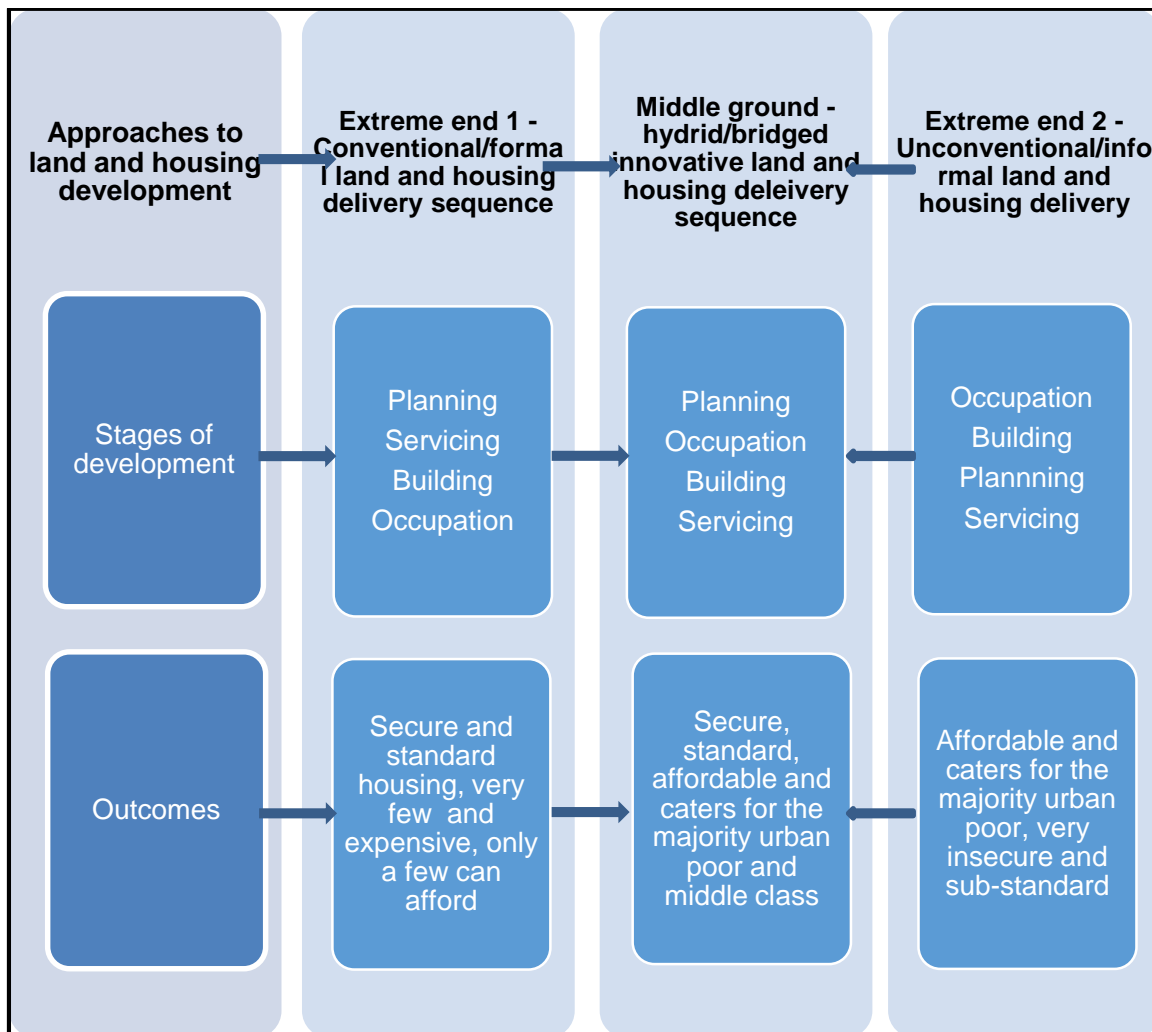 Approaches to
land and housing
development
Extreme end 1 -
Conventional/forma
l land and housing
delivery sequence
Middle ground -
hydrid/bridged
innovative land and
housing deleivery
sequence
Extreme end 2 -
Unconventional/info
rmal land and
housing delivery
Stages of
development
Planning
Servicing
Building
Occupation
Planning
Occupation
Building
Servicing
Occupation
Building
Plannning
Servicing
Outcomes
Secure and
standard
housing, very
few and
expensive, only
a few can
afford
Secure,
standard,
affordable and
caters for the
majority urban
poor and
middle class
Affordable and
caters for the
majority urban
poor, very
insecure and
sub-standard